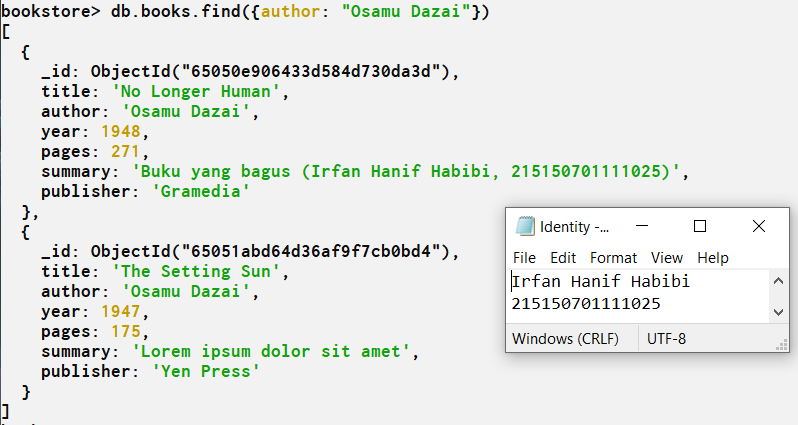 bookstore> db.books.find({author: "Osamu Dazai"})
[
  {
    _id: ObjectId("65050e906433d584d730da3d"),
    title: 'No Longer Human',
    author: 'Osamu Dazai',
    year: 1948,
    pages: 271,
    summary: 'Buku yang bagus (Irfan Hanif Habibi, 215150701111025)',
    publisher: 'Gramedia'
  },
  {
    _id: ObjectId("65051abd64d36af9f7cb0bd4"),
    title: 'The Setting Sun',
    author: 'Osamu Dazai',
    year: 1947,
    pages: 175,
    summary: 'Lorem ipsum dolor sit amet',
    publisher: 'Yen Press'
  }
]
Identity -...
File Edit Format View Help
Irfan Hanif Habibi
215150701111025
Windows (CRLF) UTF-8